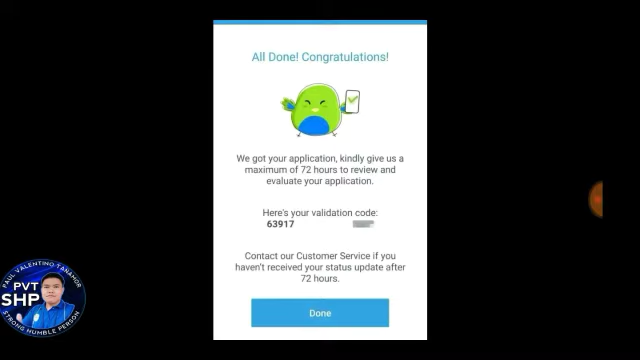 All Done! Congratulations!
We got your application, kindly give us a
maximum of 72 hours to review and
evaluate your application.
Here's your validation code:
63917
Contact our Customer Service if you
haven't received your status update after
72 hours.
Done
PAUL VALENTINO TANAMOR
PVT
SHP
STRONG HUMBLE PERSON